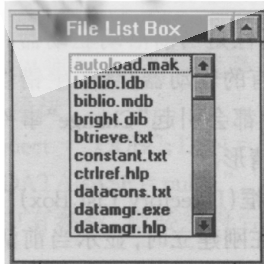 File List Box
autoload.mak
biblio.ldb
biblio.mdb
bright.dib
btrieve.txt
constant.txt
ctrlref.hlp
datacons.txt
datamgr.exe
datamgr.hlp